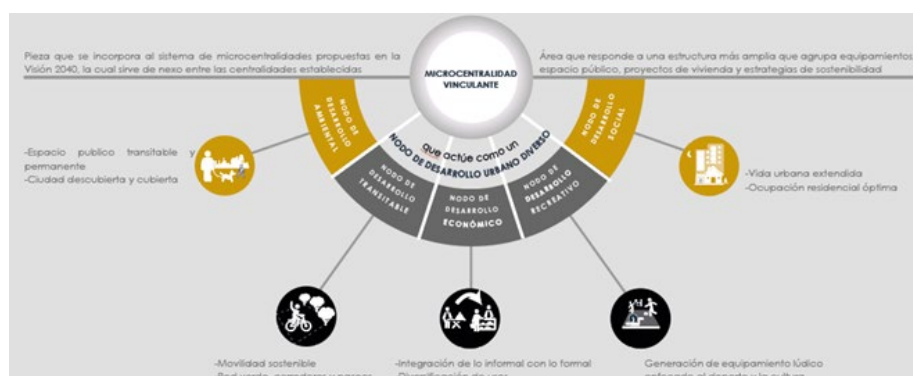 Pieza que se incorpora al sistema de microcentralidades propuestas en la
Visión 2040, la cual sirve de nexo entre las centralidades establecidas
MICROCENTRALIDAD
VINCULANTE
Área que responde a una estructura más amplia que agrupa equipamientos,
espacio público, proyectos de vivienda y estrategias de sostenibilidad
que actúe como un
NODO DE DESARROLLO URBANO DIVERSO
NODO DE
DESARROLLO
AMBIENTAL
NODO DE
DESARROLLO
TRANSITABLE
NODO DE
DESARROLLO
ECONÓMICO
NODO DE
DESARROLLO
RECREATIVO
NODO DE
DESARROLLO
SOCIAL
-Espacio publico transitable y
permanente
-Ciudad descubierta y cubierta
-Vida urbana extendida
-Ocupación residencial óptima
-Movilidad sostenible
-Integración de lo informal con lo formal
Generación de equipamiento lúdico